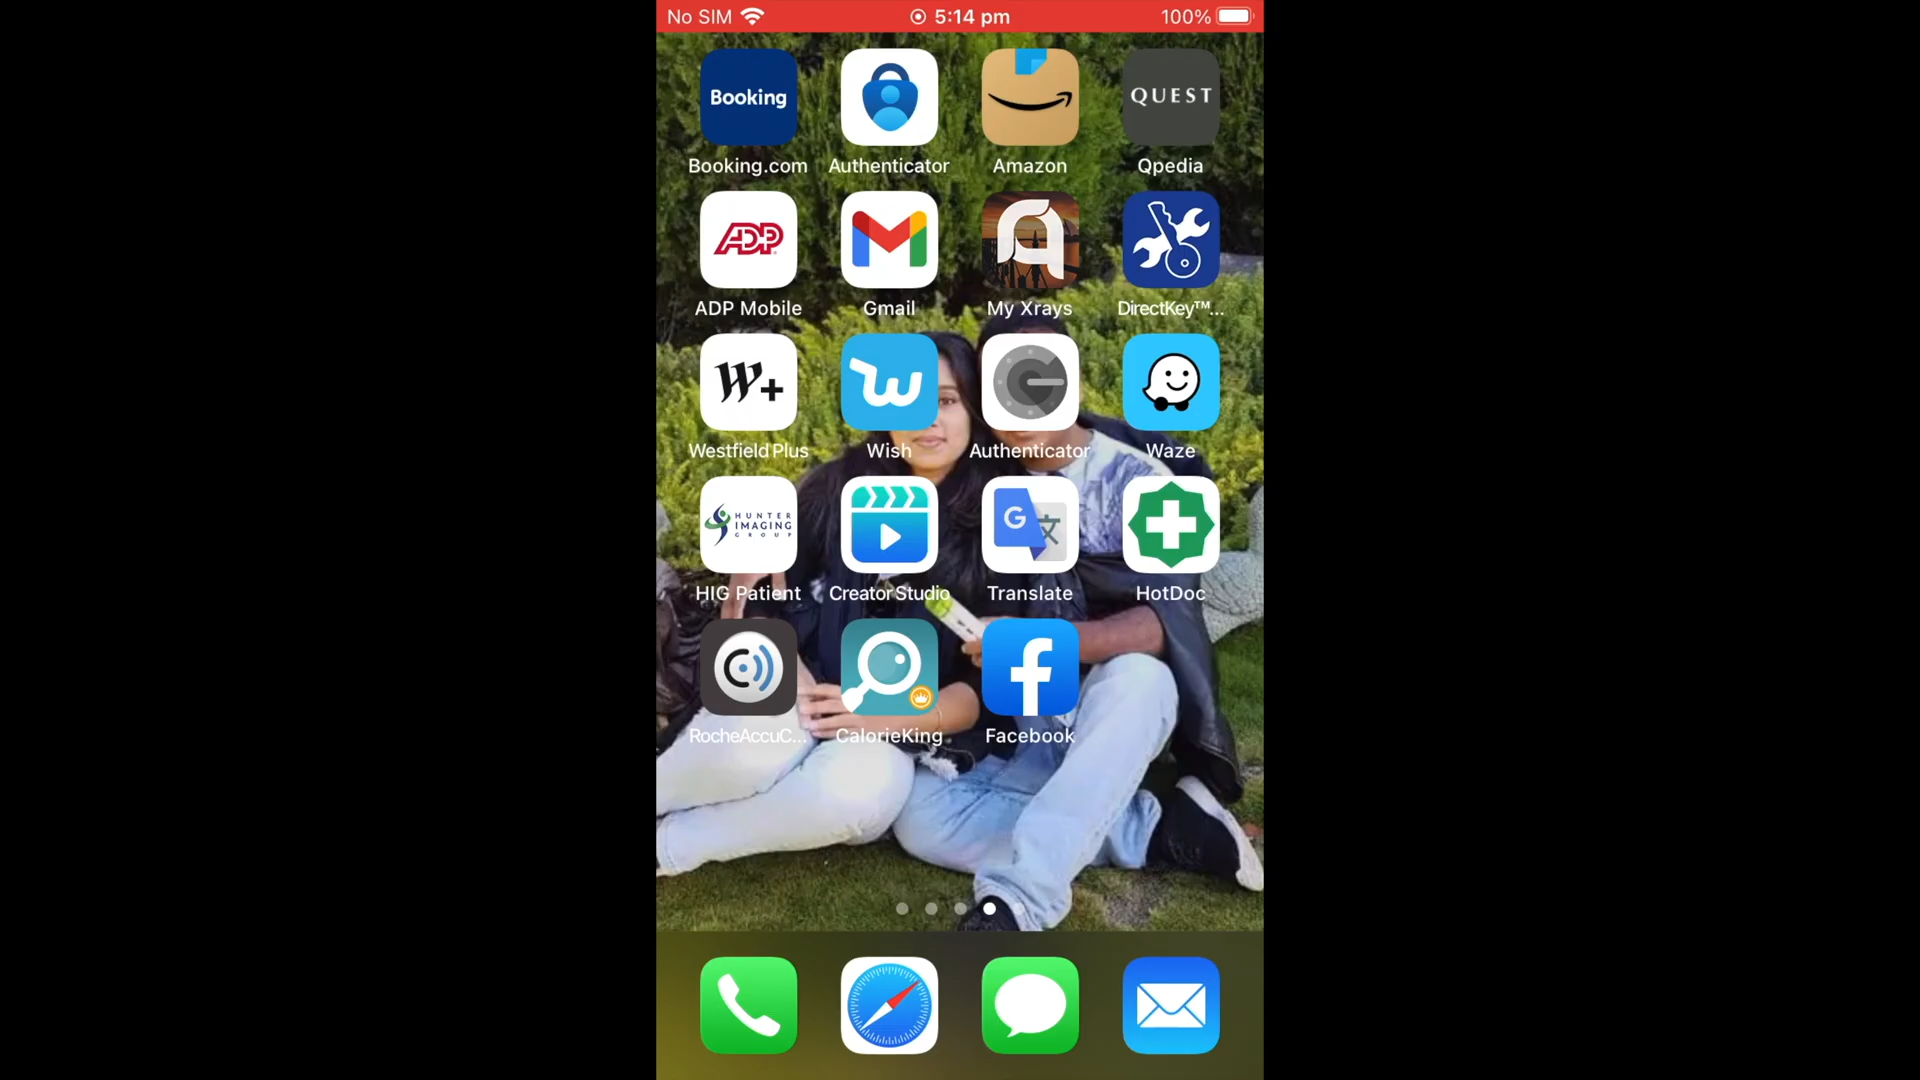 No SIM 5:14 pm 100%
Booking
QUEST
Booking.com Authenticator Amazon Qpedia
ADP
ADP Mobile Gmail My Xrays DirectKey™...
W+
Westfield Plus Wish Authenticator Waze
HUNTER
IMAGING
GROUP
G 文
HIG Patient Creator Studio Translate HotDoc
RocheAccuC... CalorieKing Facebook